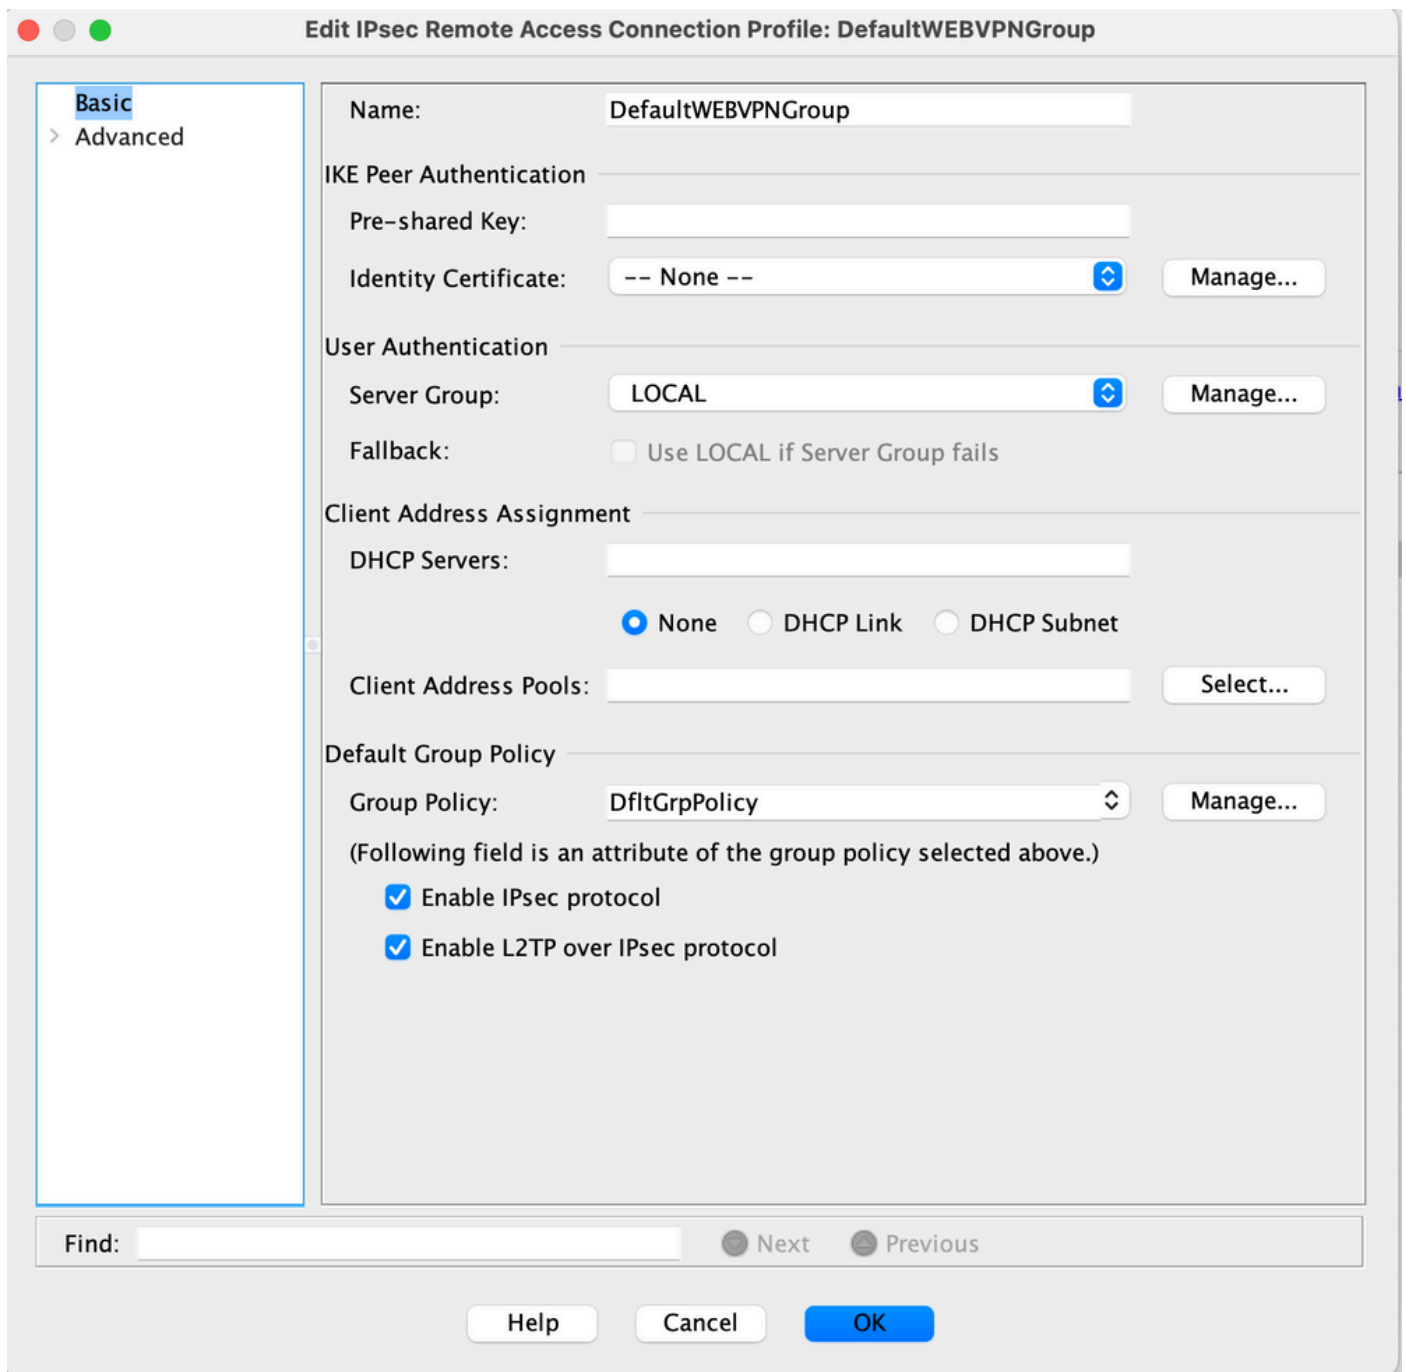 Edit IPsec Remote Access Connection Profile: DefaultWEBVPNGroup
Basic
Advanced
Name: DefaultWEBVPNGroup
IKE Peer Authentication
Pre-shared Key:
Identity Certificate: -- None -- Manage...
User Authentication
Server Group: LOCAL Manage...
Fallback: Use LOCAL if Server Group fails
Client Address Assignment
DHCP Servers:
None DHCP Link DHCP Subnet
Client Address Pools: Select...
Default Group Policy
Group Policy: DfltGrpPolicy Manage...
(Following field is an attribute of the group policy selected above.)
Enable IPsec protocol
Enable L2TP over IPsec protocol
Find: Next Previous
Help Cancel OK